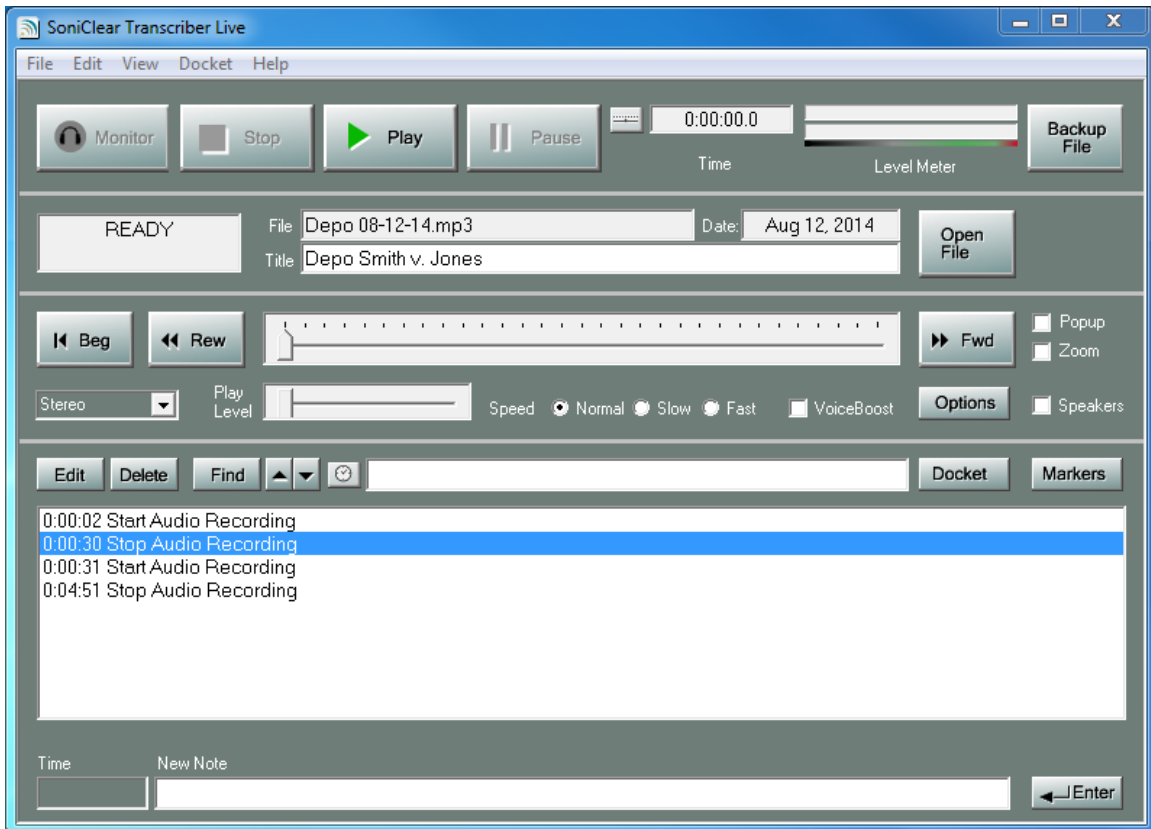 SoniClear Transcriber Live
File Edit View Docket Help
Monitor Stop Play Pause 0:00:00.0 Backup File
Time Level Meter
READY File Depo 08-12-14.mp3 Date: Aug 12, 2014 Open File
Title Depo Smith v. Jones
Beg Rew Fwd Popup
Zoom
Stereo Play Level Speed Normal Slow Fast VoiceBoost Options Speakers
Edit Delete Find Docket Markers
0:00:02 Start Audio Recording
0:00:30 Stop Audio Recording
0:00:31 Start Audio Recording
0:04:51 Stop Audio Recording
Time New Note
Enter